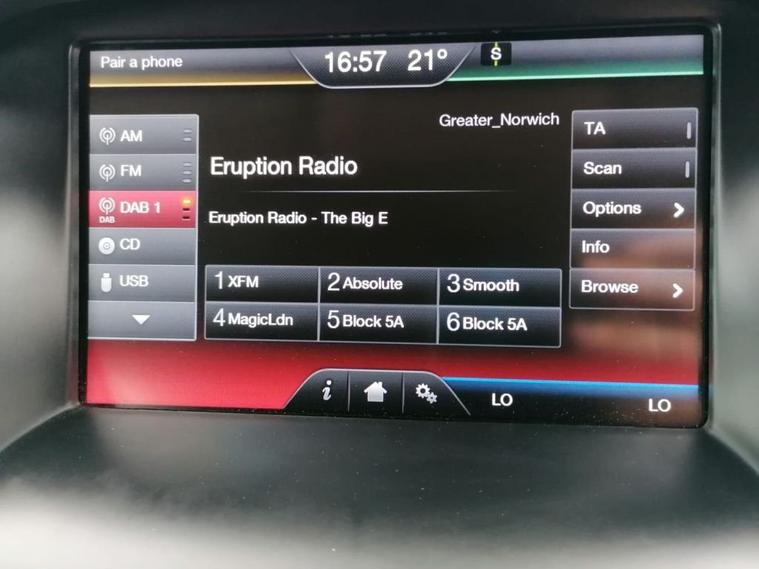 Pair a phone
16:57 21°
S
Greater_Norwich
Eruption Radio
Eruption Radio - The Big E
AM
FM
DAB 1
DAB
CD
USB
1 XFM
2 Absolute
3 Smooth
4 MagicLdn
5 Block 5A
6 Block 5A
TA
Scan
Options
Info
Browse
i
LO
LO